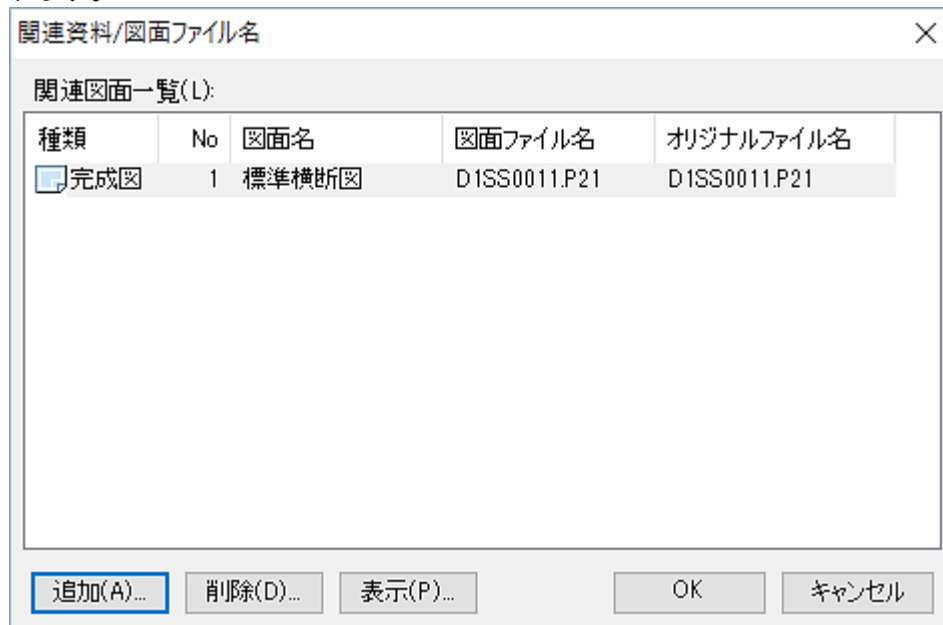 関連資料/図面ファイル名
関連図面一覧(L):
種類 No 図面名 図面ファイル名 オリジナルファイル名
完成図 1 標準横断図 D1SS0011.P21 D1SS0011.P21
追加(A)... 削除(D)... 表示(P)... OK キャンセル